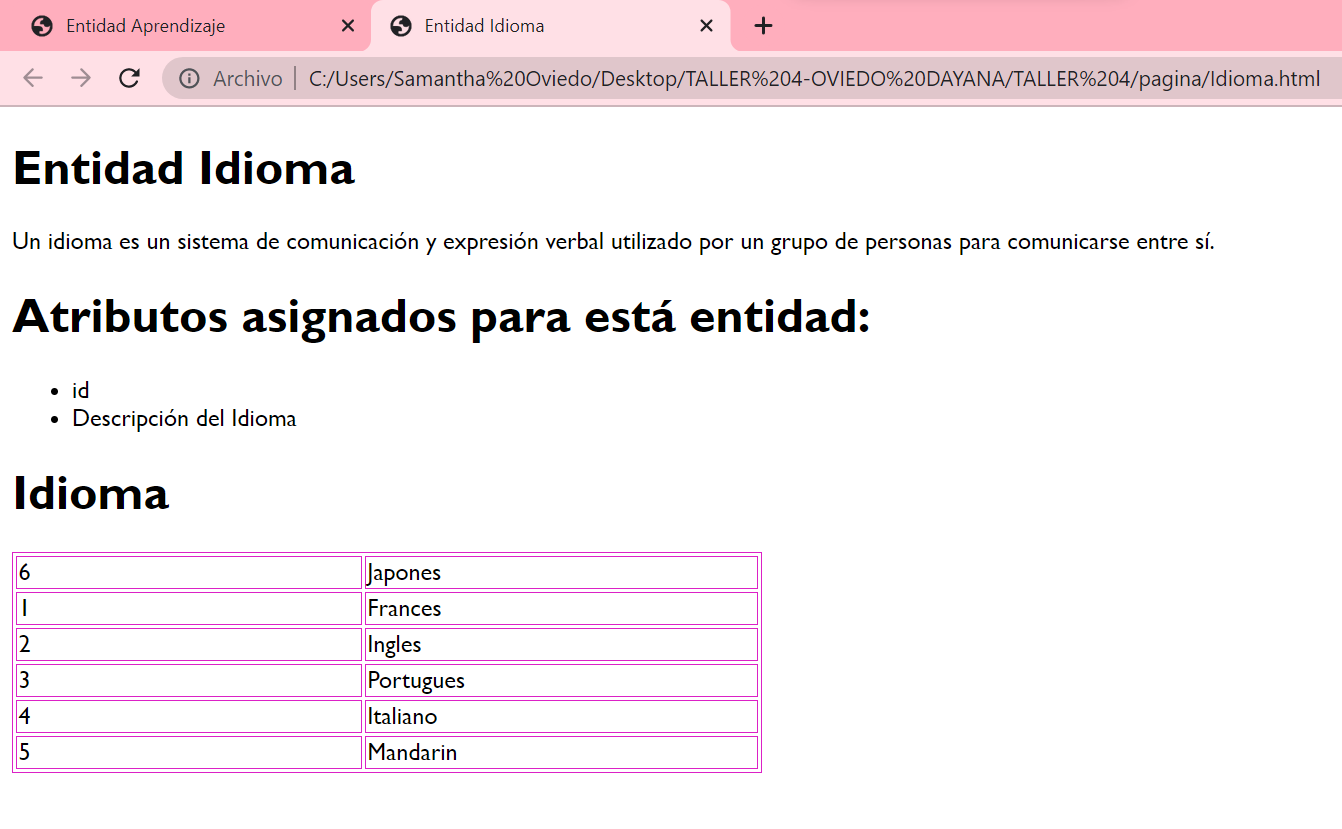 Entidad Aprendizaje Entidad Idioma
Archivo C:/Users/Samantha%20Oviedo/Desktop/TALLER%204-OVIEDO%20DAYANA/TALLER%204/pagina/Idioma.html
Entidad Idioma
Un idioma es un sistema de comunicación y expresión verbal utilizado por un grupo de personas para comunicarse entre sí.
Atributos asignados para está entidad:
• id
• Descripción del Idioma
Idioma
6 Japones
1 Frances
2 Ingles
3 Portugues
4 Italiano
5 Mandarin